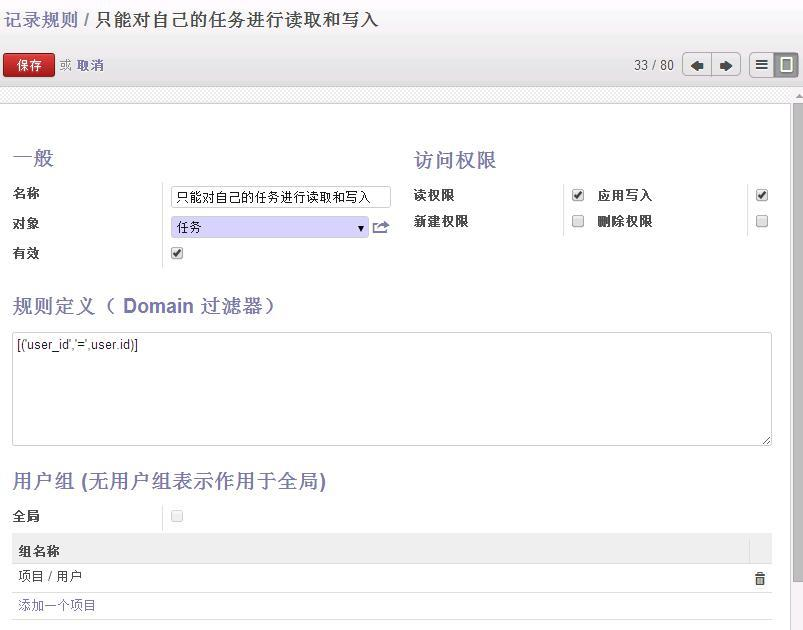 记录规则 / 只能对自己的任务进行读取和写入
保存 或 取消
33 / 80
一般
访问权限
名称 只能对自己的任务进行读取和写入
读权限 应用写入
对象 任务
新建权限 删除权限
有效
规则定义（ Domain 过滤器）
[('user_id','=',user.id)]
用户组 (无用户组表示作用于全局)
全局
组名称
项目 / 用户
添加一个项目